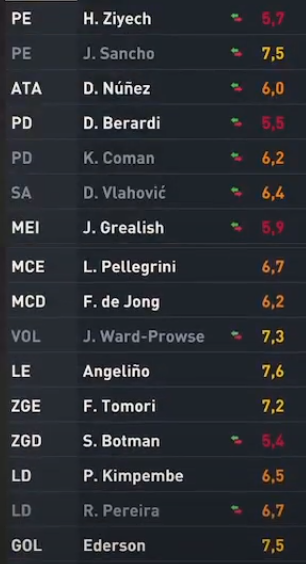 PE H. Ziyech 5,7
PE J. Sancho 7,5
ATA D. Núñez 6,0
PD D. Berardi 5,5
PD K. Coman 6,2
SA D. Vlahović 6,4
MEI J. Grealish 5,9
MCE L. Pellegrini 6,7
MCD F. de Jong 6,2
VOL J. Ward-Prowse 7,3
LE Angeliño 7,6
ZGE F. Tomori 7,2
ZGD S. Botman 5,4
LD P. Kimpembe 6,5
LD R. Pereira 6,7
GOL Ederson 7,5